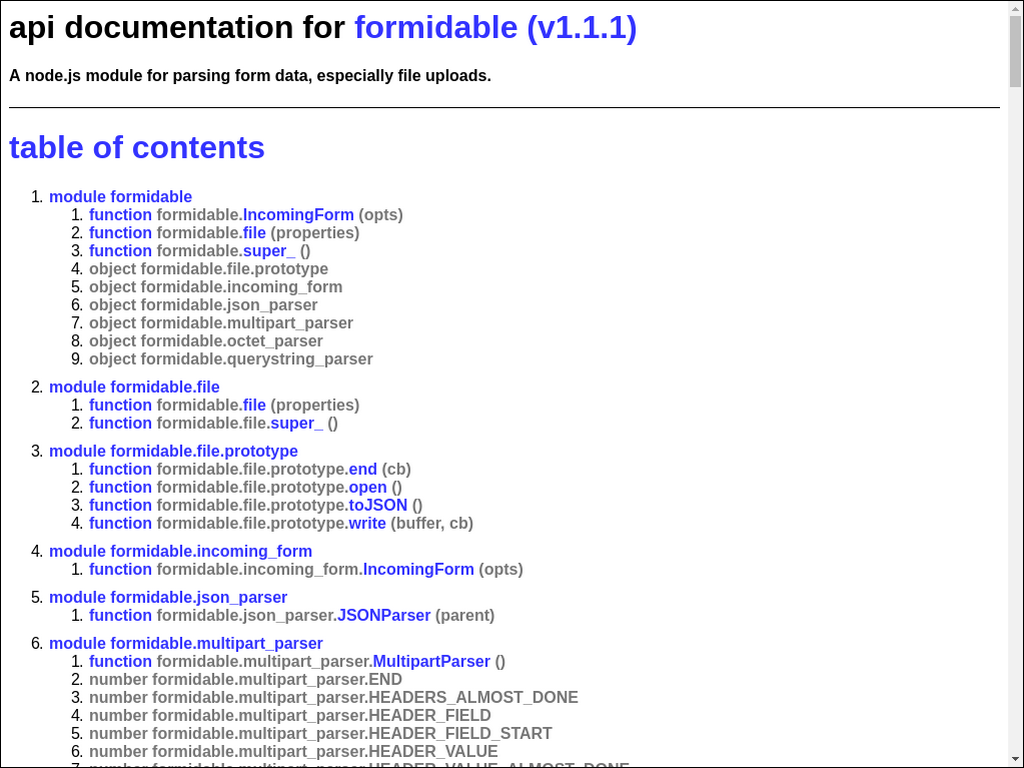 api documentation for formidable (v1.1.1)
A node.js module for parsing form data, especially file uploads.
table of contents
1. module formidable
1. function formidable.IncomingForm (opts)
2. function formidable.file (properties)
3. function formidable.super_ ()
4. object formidable.file.prototype
5. object formidable.incoming_form
6. object formidable.json_parser
7. object formidable.multipart_parser
8. object formidable.octet_parser
9. object formidable.querystring_parser
2. module formidable.file
1. function formidable.file (properties)
2. function formidable.file.super_ ()
3. module formidable.file.prototype
1. function formidable.file.prototype.end (cb)
2. function formidable.file.prototype.open ()
3. function formidable.file.prototype.toJSON ()
4. function formidable.file.prototype.write (buffer, cb)
4. module formidable.incoming_form
1. function formidable.incoming_form.IncomingForm (opts)
5. module formidable.json_parser
1. function formidable.json_parser.JSONParser (parent)
6. module formidable.multipart_parser
1. function formidable.multipart_parser.MultipartParser ()
2. number formidable.multipart_parser.END
3. number formidable.multipart_parser.HEADERS_ALMOST_DONE
4. number formidable.multipart_parser.HEADER_FIELD
5. number formidable.multipart_parser.HEADER_FIELD_START
6. number formidable.multipart_parser.HEADER_VALUE
7. number formidable.multipart_parser.HEADER_VALUE_ALMOST_DONE